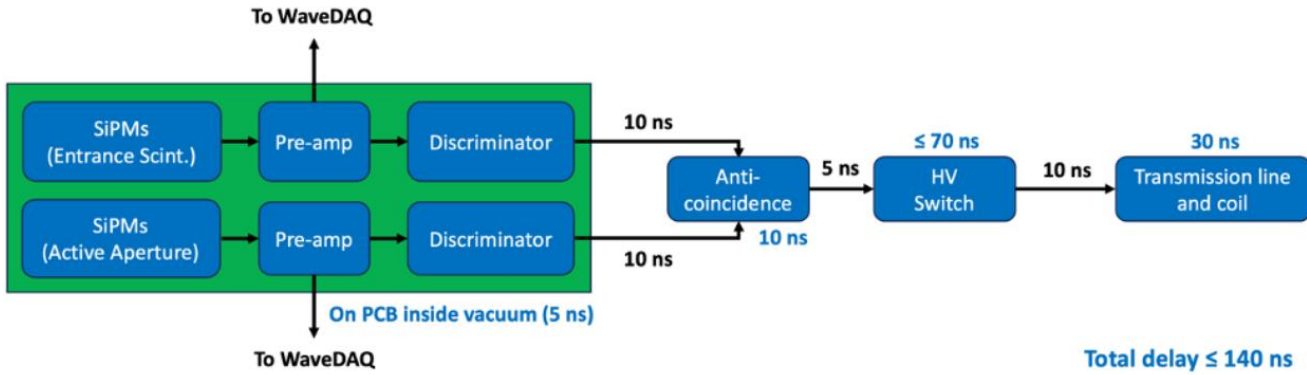 To WaveDAQ
SiPMs
(Entrance Scint.)
Pre-amp
Discriminator
10 ns
SiPMs
(Active Aperture)
Pre-amp
Discriminator
10 ns
Anti-
coincidence
10 ns
5 ns
≤ 70 ns
HV
Switch
10 ns
30 ns
Transmission line
and coil
On PCB inside vacuum (5 ns)
To WaveDAQ
Total delay ≤ 140 ns